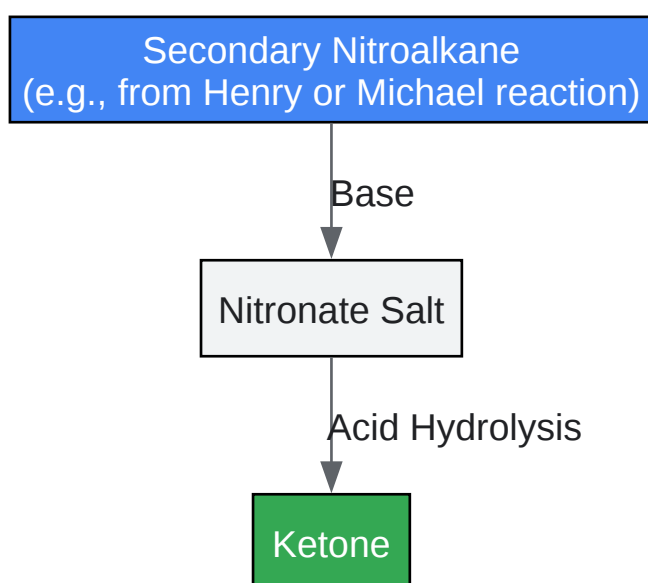 Secondary Nitroalkane
(e.g., from Henry or Michael reaction)
Base
Nitronate Salt
Acid Hydrolysis
Ketone